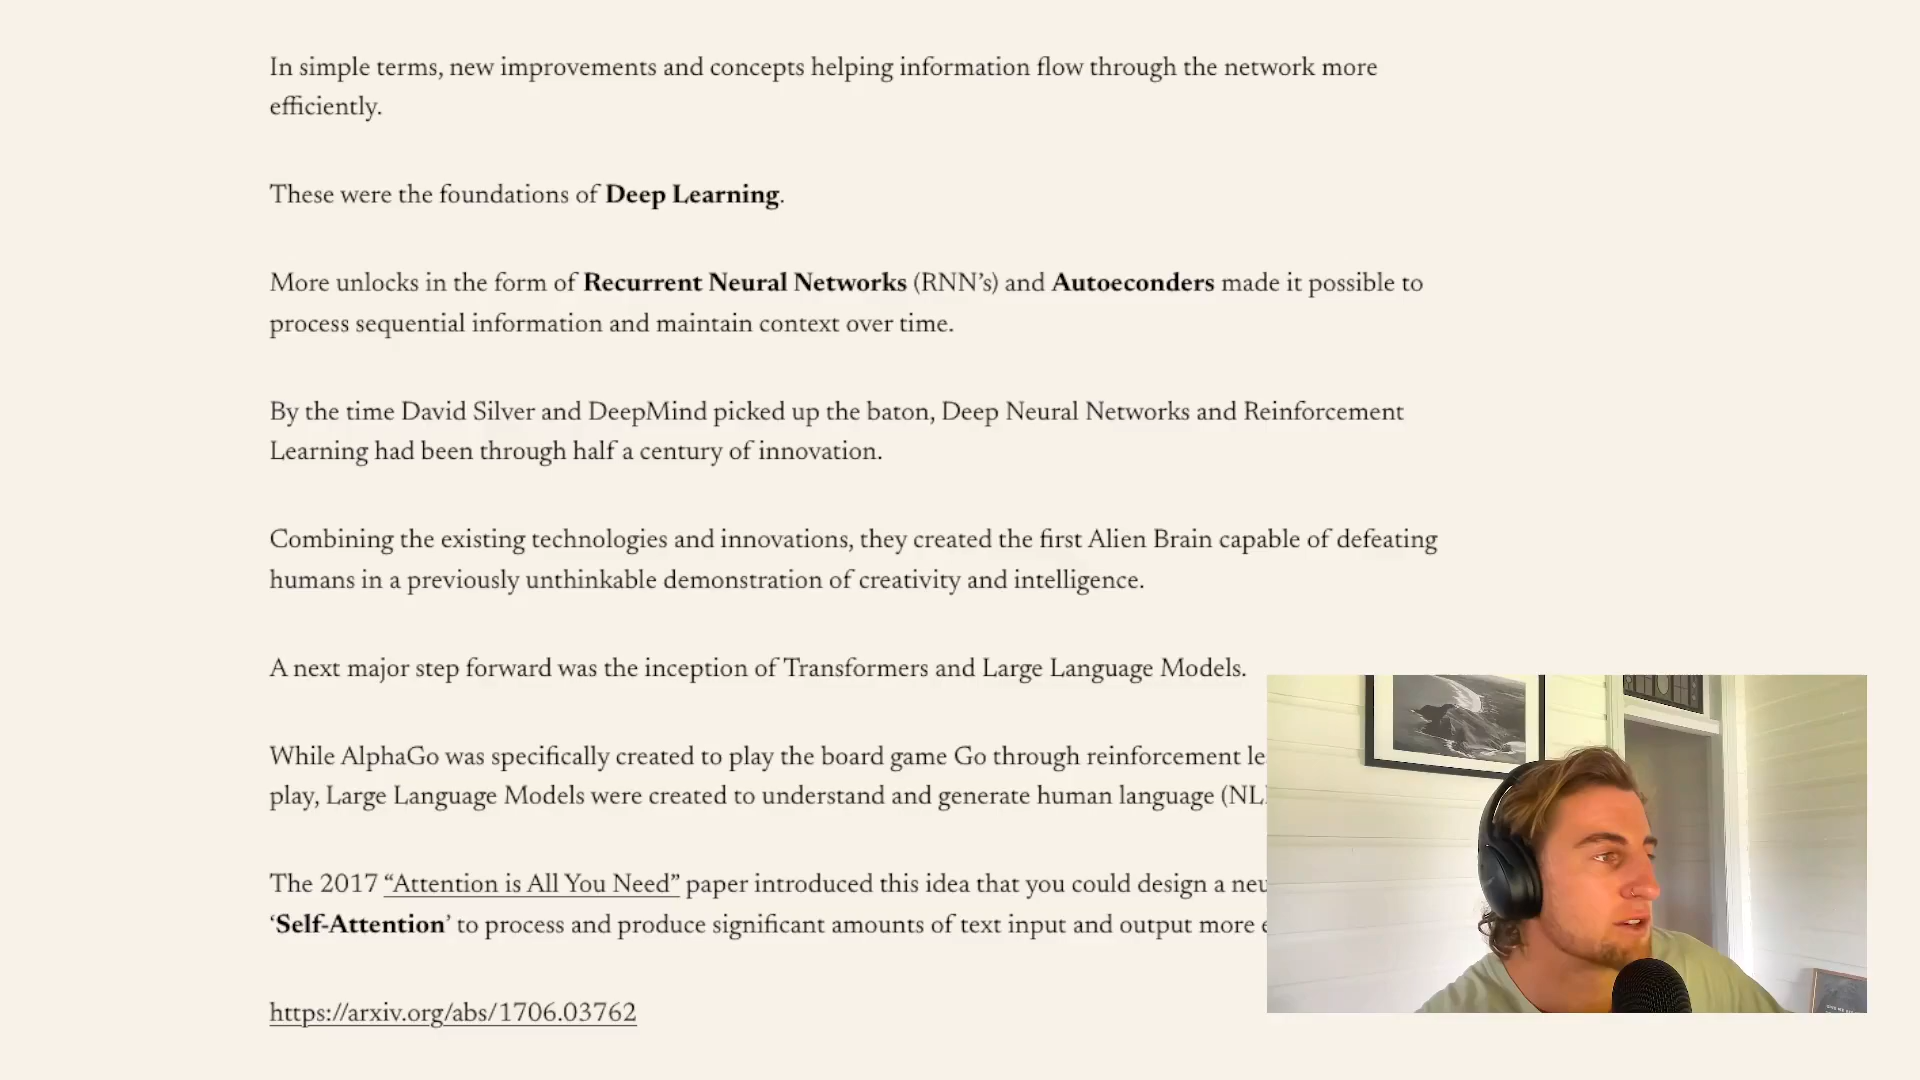 In simple terms, new improvements and concepts helping information flow through the network more
efficiently.
These were the foundations of Deep Learning.
More unlocks in the form of Recurrent Neural Networks (RNN's) and Autoeconders made it possible to
process sequential information and maintain context over time.
By the time David Silver and DeepMind picked up the baton, Deep Neural Networks and Reinforcement
Learning had been through half a century of innovation.
Combining the existing technologies and innovations, they created the first Alien Brain capable of defeating
humans in a previously unthinkable demonstration of creativity and intelligence.
A next major step forward was the inception of Transformers and Large Language Models.
While AlphaGo was specifically created to play the board game Go through reinforcement
play, Large Language Models were created to understand and generate human language
The 2017 “Attention is All You Need” paper introduced this idea that you could design a
‘Self-Attention’ to process and produce significant amounts of text input and output more
https://arxiv.org/abs/1706.03762